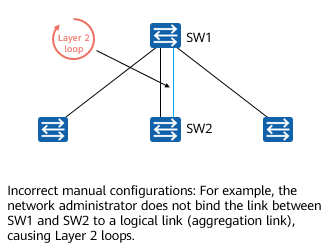 Layer 2
loop
SW1
SW2
Incorrect manual configurations: For example, the
network administrator does not bind the link between
SW1 and SW2 to a logical link (aggregation link),
causing Layer 2 loops.